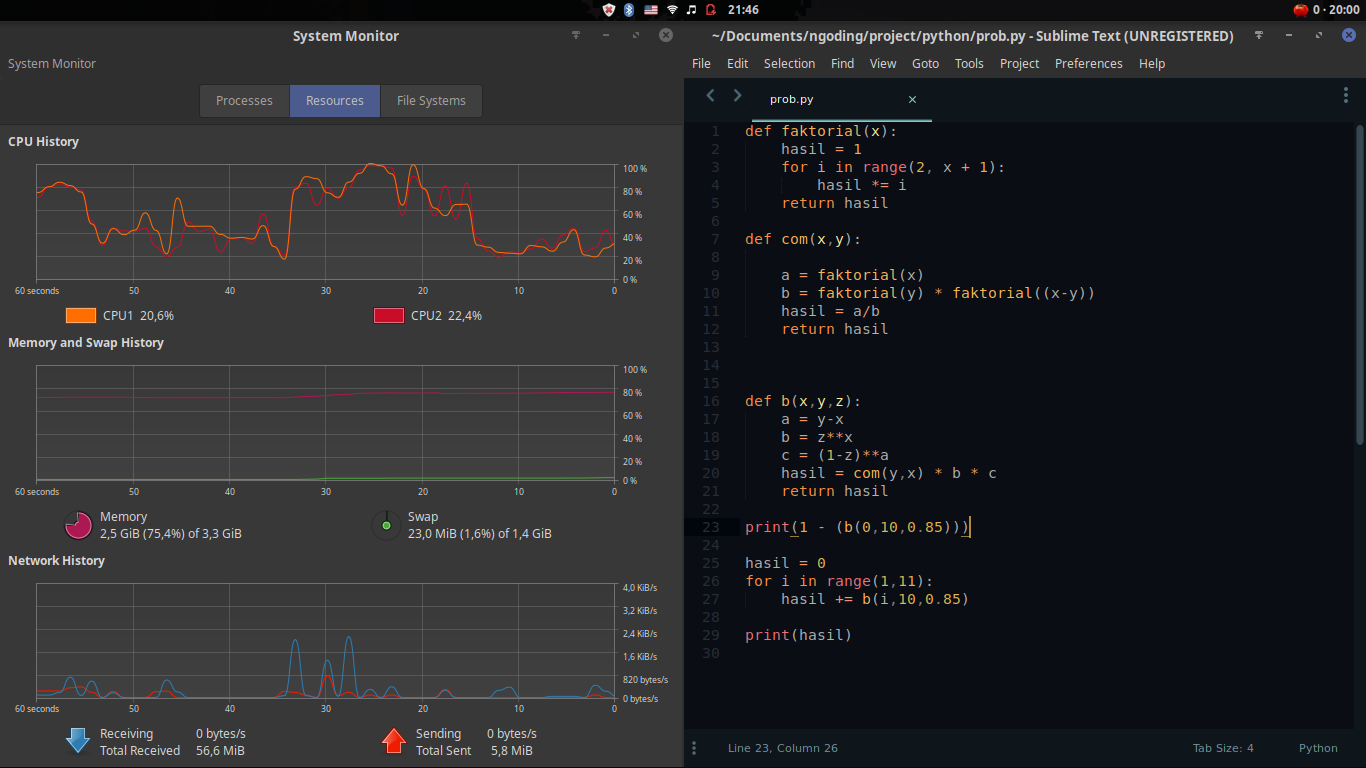 21:46
0 · 20:00
System Monitor
System Monitor
Processes Resources File Systems
CPU History
100 %
80 %
60 %
40 %
20 %
0 %
60 seconds 50 40 30 20 10 0
CPU1 20,6% CPU2 22,4%
Memory and Swap History
100 %
80 %
60 %
40 %
20 %
0 %
60 seconds 50 40 30 20 10 0
Memory
2,5 GiB (75,4%) of 3,3 GiB
Swap
23,0 MiB (1,6%) of 1,4 GiB
Network History
4,0 KiB/s
3,2 KiB/s
2,4 KiB/s
1,6 KiB/s
820 bytes/s
0 bytes/s
60 seconds 50 40 30 20 10 0
Receiving 0 bytes/s
Total Received 56,6 MiB
Sending 0 bytes/s
Total Sent 5,8 MiB
~/Documents/ngoding/project/python/prob.py - Sublime Text (UNREGISTERED)
File Edit Selection Find View Goto Tools Project Preferences Help
prob.py ×
1 def faktorial(x):
2     hasil = 1
3     for i in range(2, x + 1):
4         hasil *= i
5     return hasil
6
7 def com(x,y):
8
9     a = faktorial(x)
10     b = faktorial(y) * faktorial((x-y))
11     hasil = a/b
12     return hasil
13
14
15
16 def b(x,y,z):
17     a = y-x
18     b = z**x
19     c = (1-z)**a
20     hasil = com(y,x) * b * c
21     return hasil
22
23 print(1 - (b(0,10,0.85)))
24
25 hasil = 0
26 for i in range(1,11):
27     hasil += b(i,10,0.85)
28
29 print(hasil)
30
Line 23, Column 26 Tab Size: 4 Python